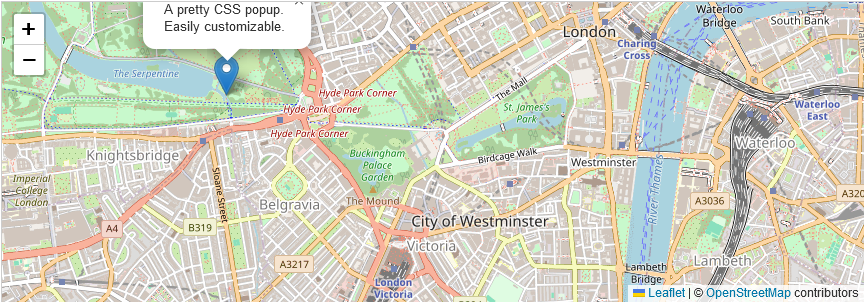 A pretty CSS popup.
Easily customizable.
×
+
−
The Serpentine
London
Waterloo
Bridge
South Bank
Charing
Cross
Hyde Park Corner
Hyde Park Corner
Hyde Park Corner
The Mall
St. James's
Park
Waterloo
East
Waterloo
Knightsbridge
Buckingham
Palace
Garden
Birdcage Walk
Westminster
Imperial
College
London
Sloane Street
Belgravia
The Mound
River Thames
A3036
A320
A4
B319
City of Westminster
Victoria
A3217
London
Victoria
Lambeth
Bridge
Lambeth
Leaflet | © OpenStreetMap contributors